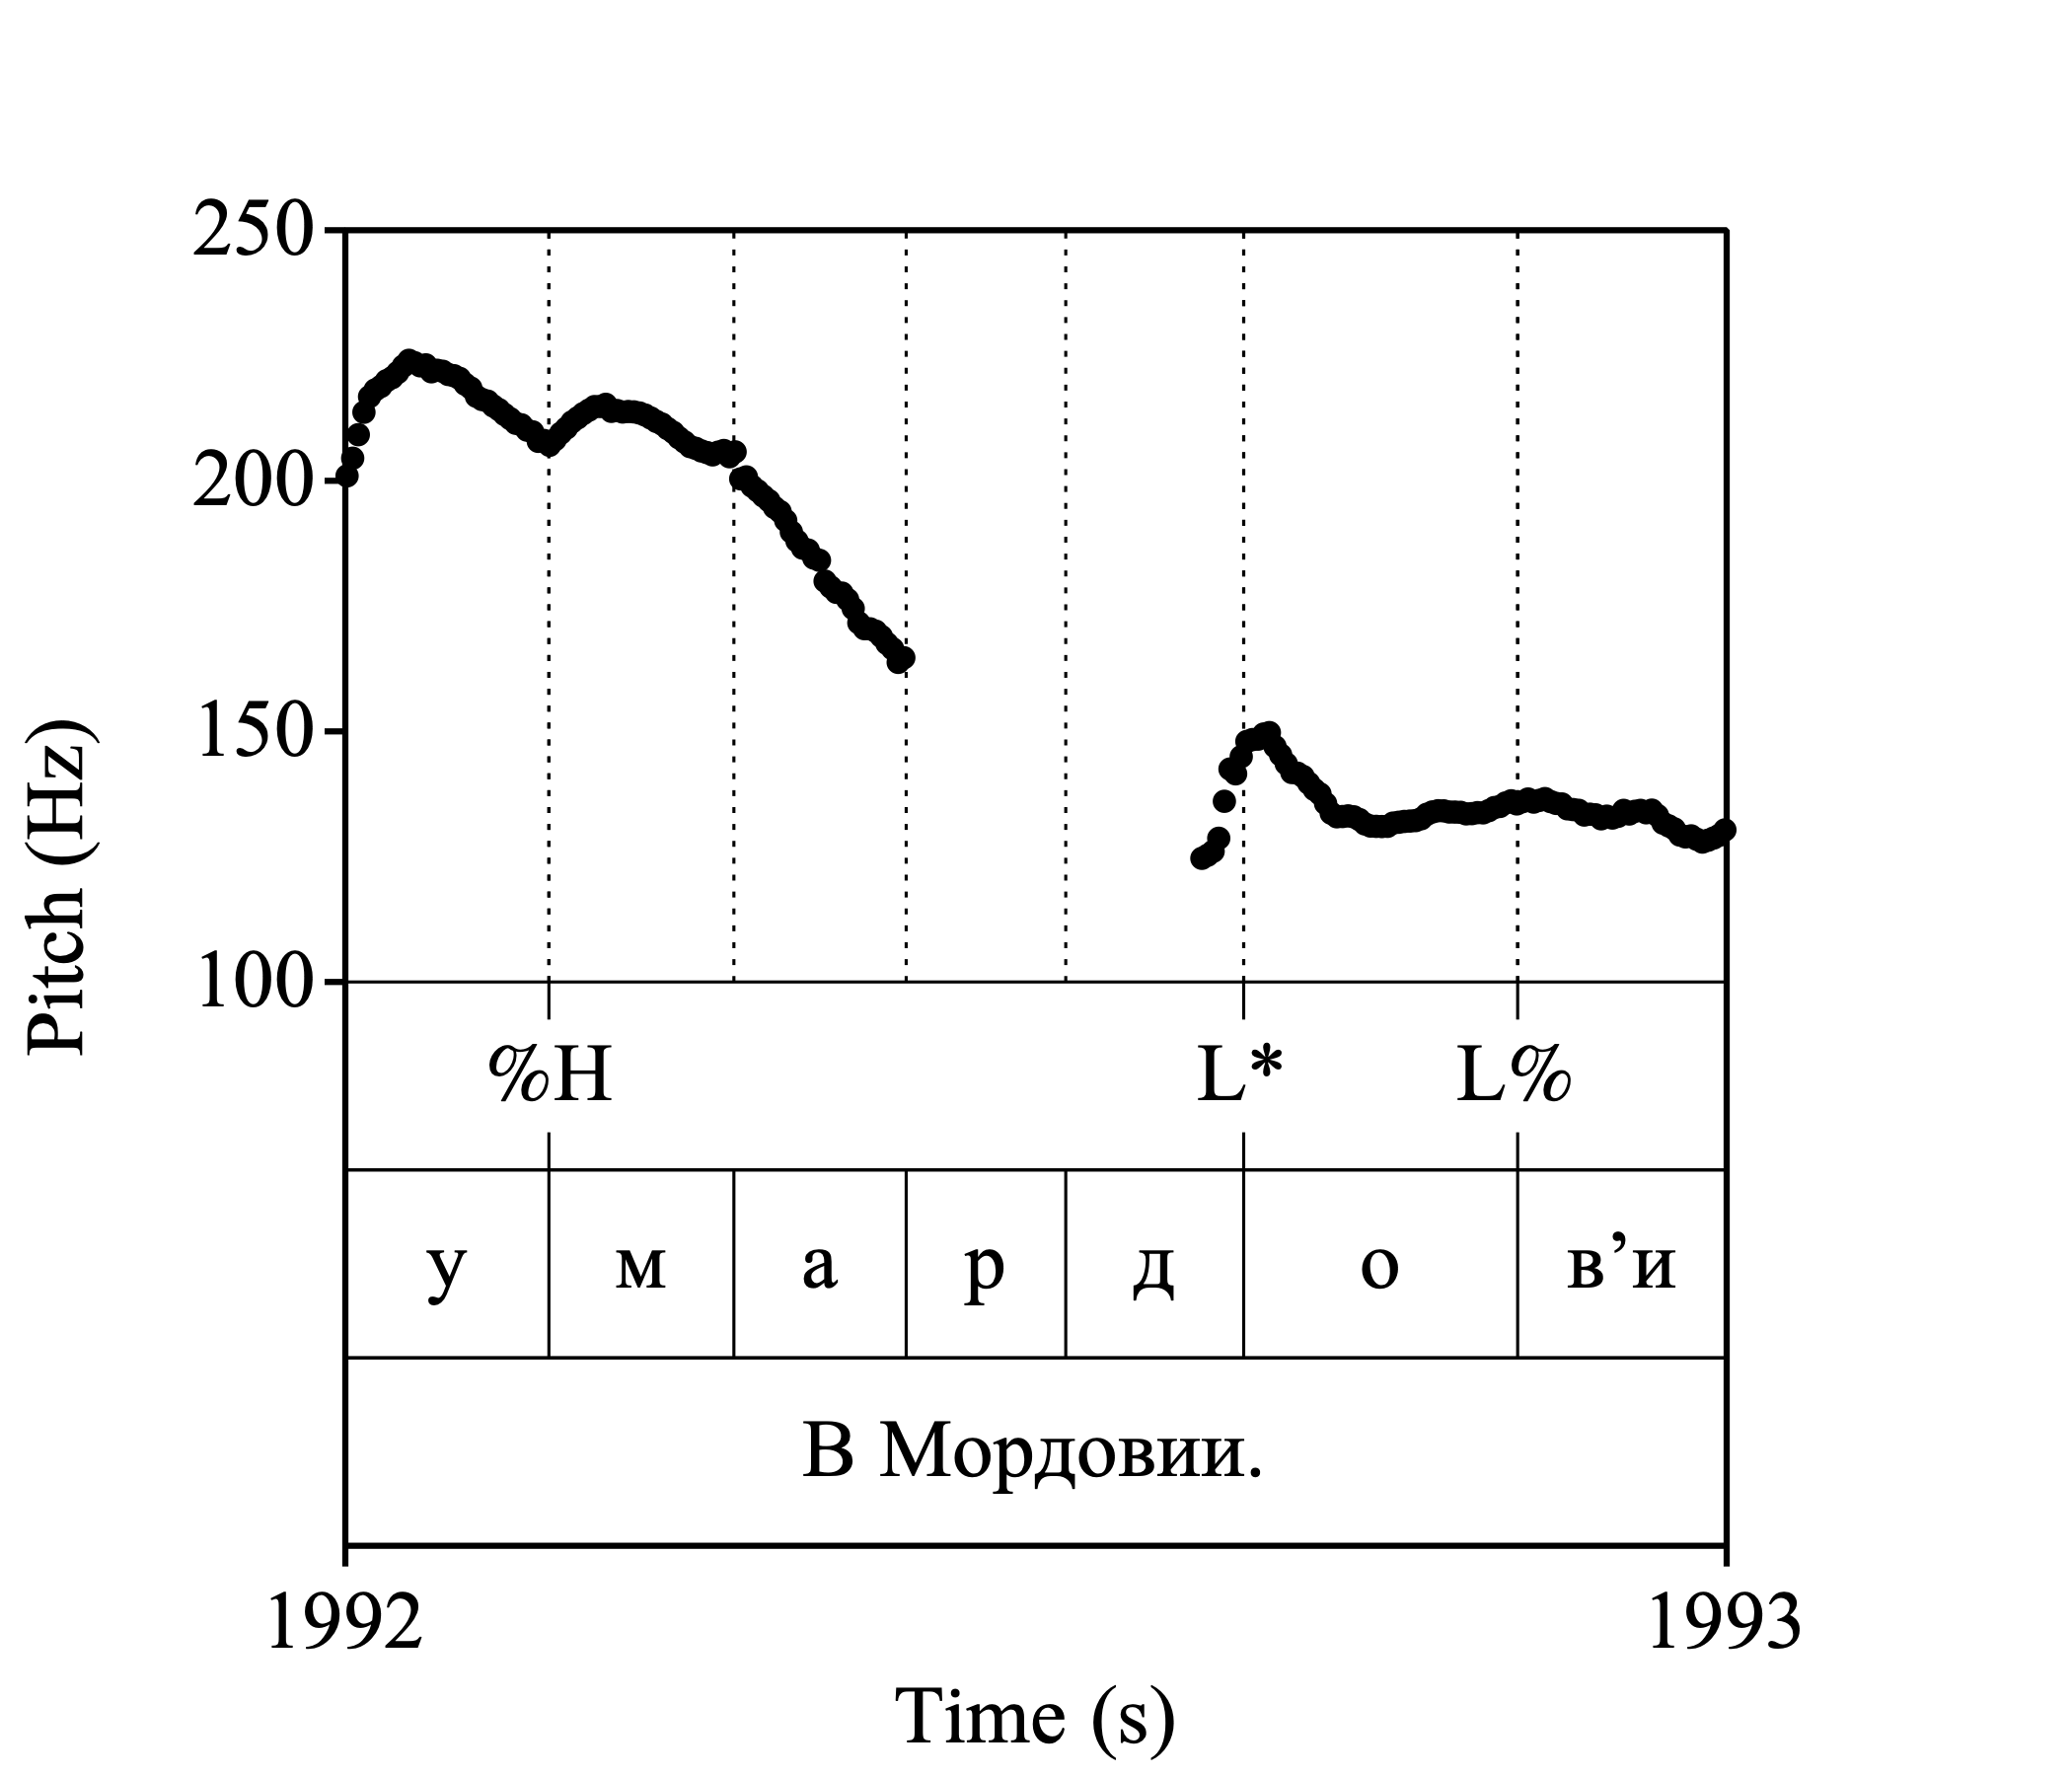 250
200
150
100
Pitch (Hz)
%H L* L%
у м а р д о в’и
В Мордовии.
1992 1993
Time (s)